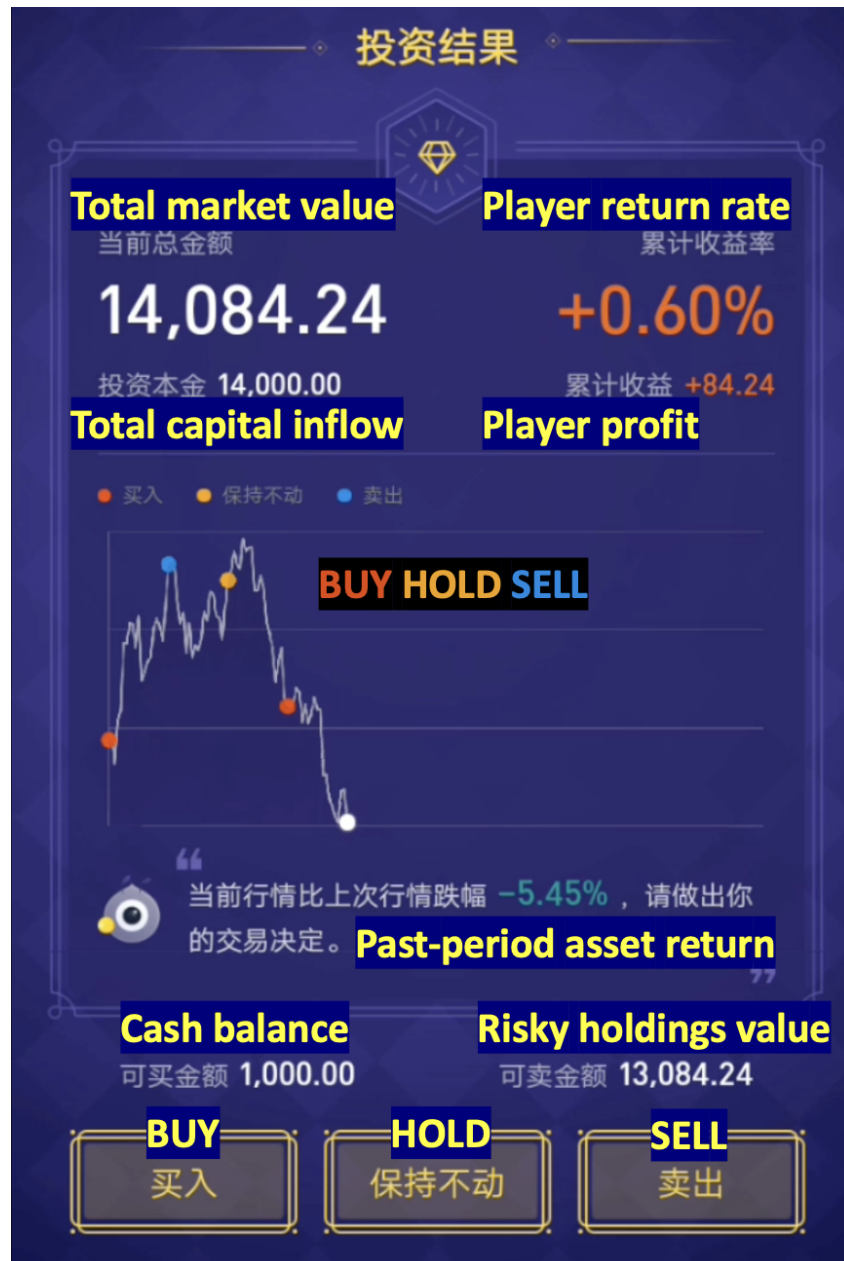 投资结果
Total market value
Player return rate
当前总金额
累计收益率
14,084.24
+0.60%
投资本金 14,000.00
累计收益 +84.24
Total capital inflow
Player profit
买入 保持不动 卖出
BUY HOLD SELL
“
当前行情比上次行情跌幅 -5.45% ，请做出你
的交易决定。
Past-period asset return
”
Cash balance
Risky holdings value
可买金额 1,000.00
可卖金额 13,084.24
BUY
HOLD
SELL
买入
保持不动
卖出